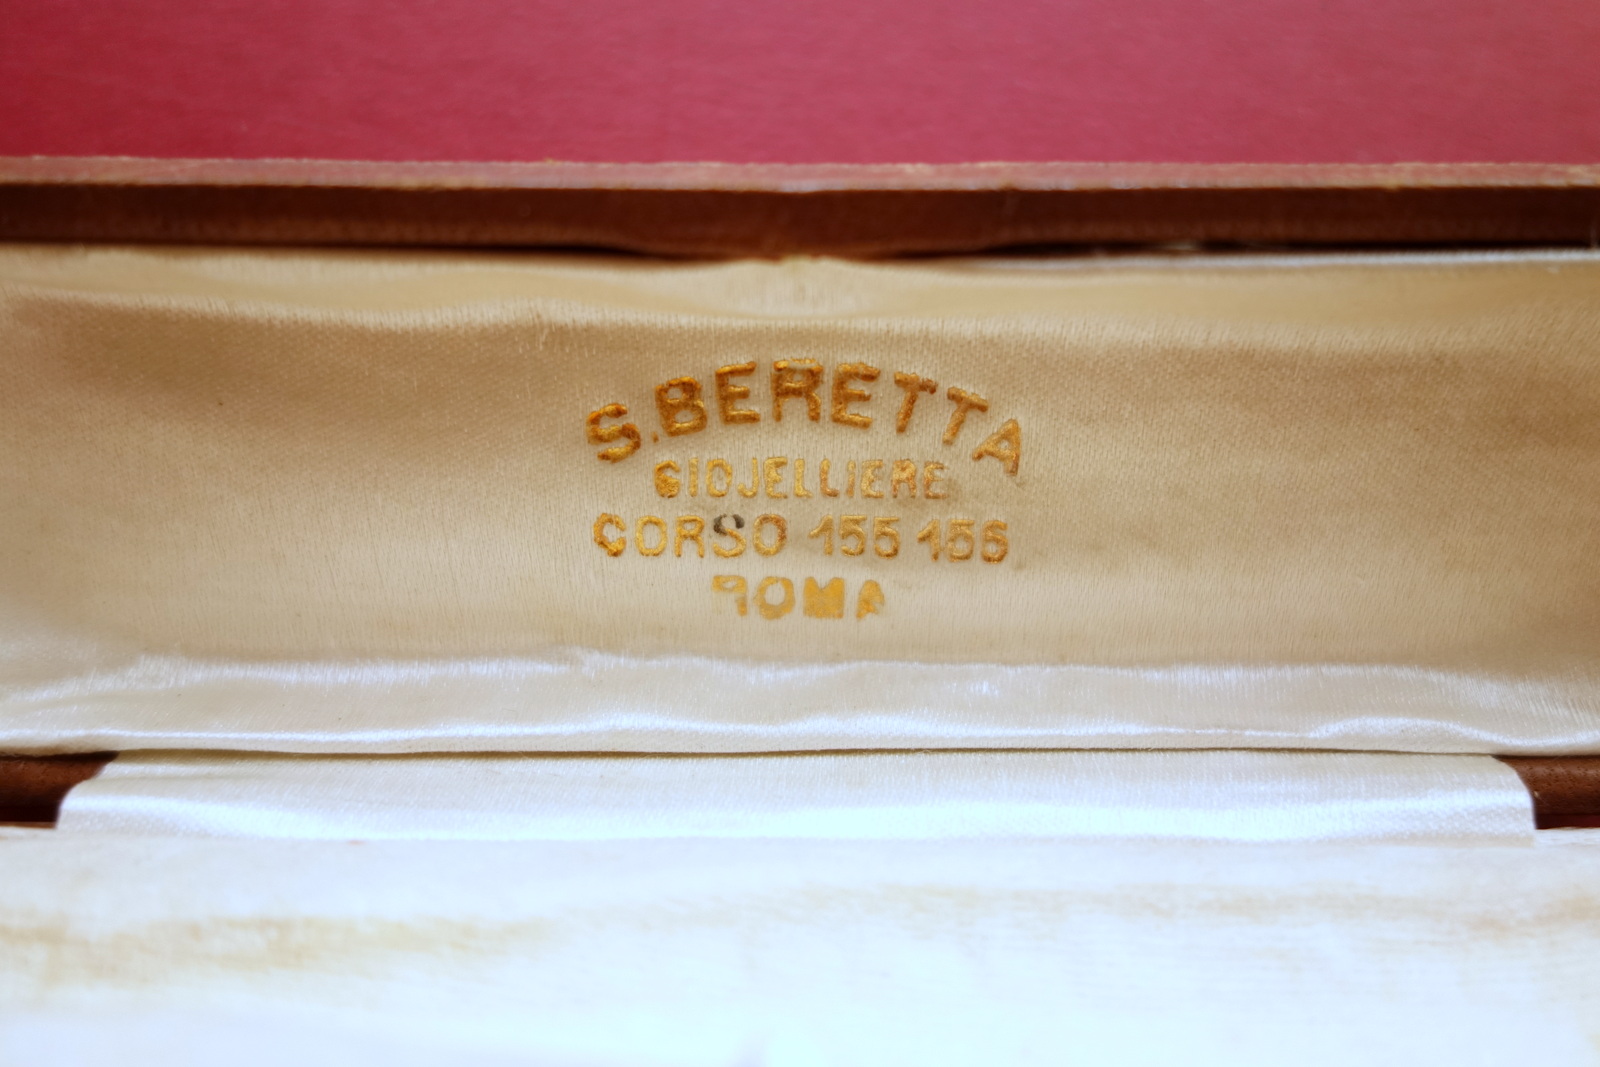 S. BERETTA
GIOJELLIERE
CORSO 155 156
ROMA